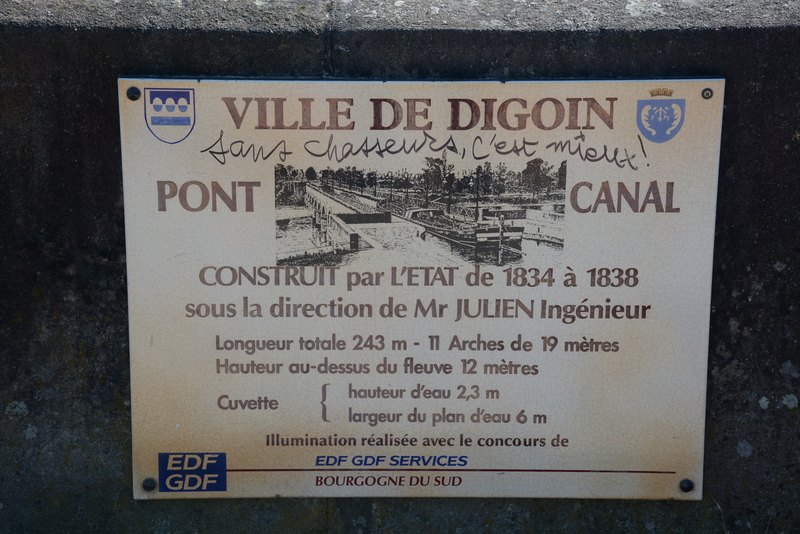 VILLE DE DIGOIN
sans chasseurs, c'est mieux!
PONT CANAL
CONSTRUIT par L'ETAT de 1834 à 1838
sous la direction de Mr JULIEN Ingénieur
Longueur totale 243 m - 11 Arches de 19 mètres
Hauteur au-dessus du fleuve 12 mètres
Cuvette { hauteur d'eau 2,3 m
largeur du plan d'eau 6 m
Illumination réalisée avec le concours de
EDF GDF
EDF GDF SERVICES
BOURGOGNE DU SUD